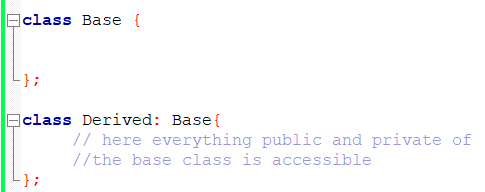 class Base {
};
class Derived: Base{
// here everything public and private of
//the base class is accessible
};